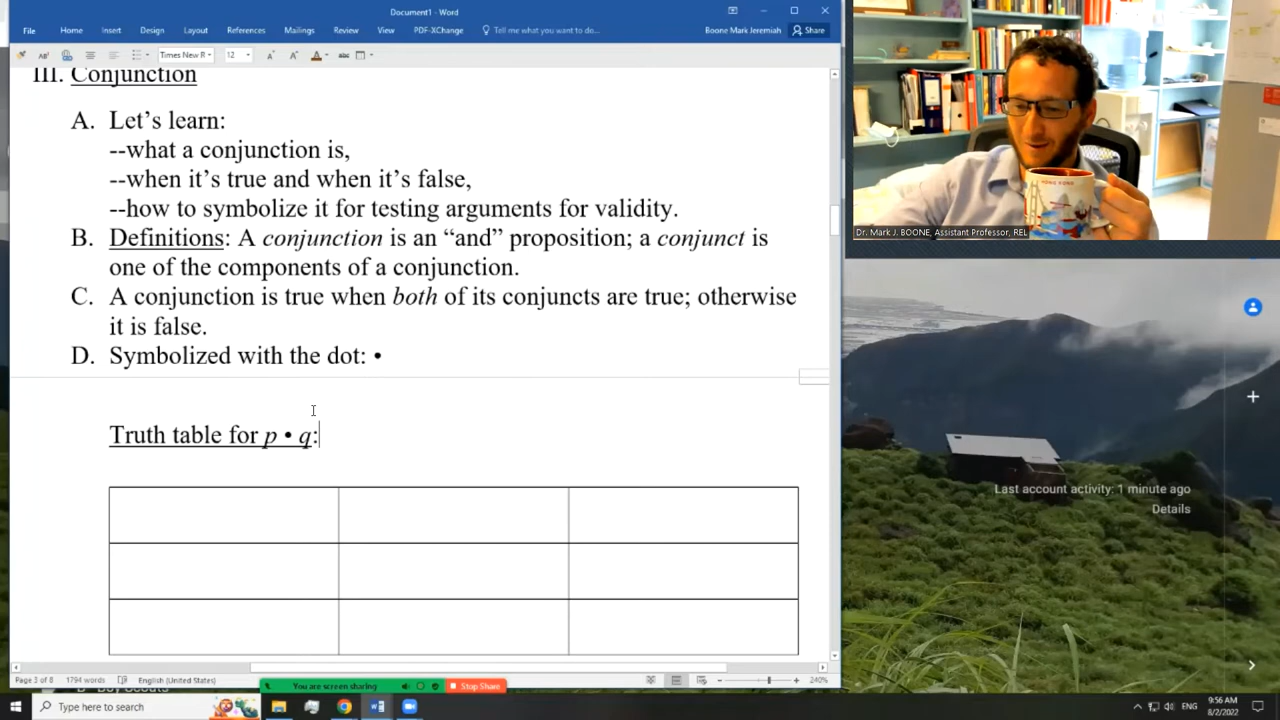 Document1 - Word
Boone Mark Jeremiah
Share
File Home Insert Draw Design Layout References Mailings Review View PDF-XChange Tell me what you want to do...
Times New R 12
III. Conjunction
A. Let’s learn:
--what a conjunction is,
--when it’s true and when it’s false,
--how to symbolize it for testing arguments for validity.
B. Definitions: A conjunction is an “and” proposition; a conjunct is
one of the components of a conjunction.
C. A conjunction is true when both of its conjuncts are true; otherwise
it is false.
D. Symbolized with the dot: •
Truth table for p • q:
Page 3 of 8 1794 words English (United States) 240%
You are screen sharing Stop Share
Type here to search
HONG KONG
Dr. Mark J. BOONE, Assistant Professor, REL
Last account activity: 1 minute ago
Details
ENG
9:56 AM
8/2/2022